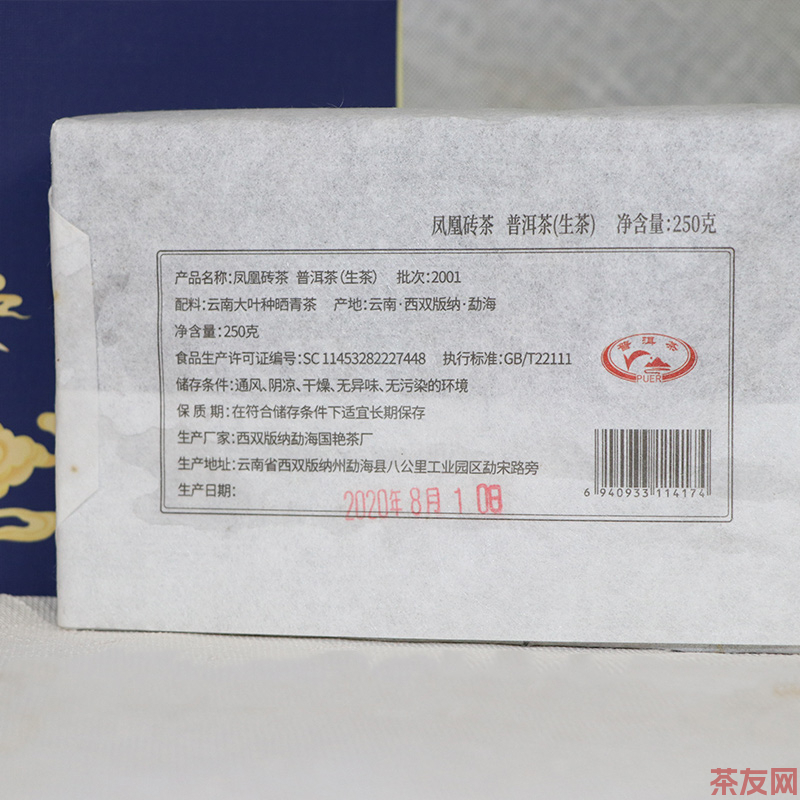 凤凰砖茶 普洱茶(生茶) 净含量:250克
产品名称:凤凰砖茶 普洱茶(生茶) 批次:2001
配料:云南大叶种晒青茶 产地:云南·西双版纳·勐海
净含量:250克
食品生产许可证编号:SC 11453282227448 执行标准:GB/T22111
储存条件:通风、阴凉、干燥、无异味、无污染的环境
保 质 期:在符合储存条件下适宜长期保存
生产厂家:西双版纳勐海国艳茶厂
生产地址:云南省西双版纳州勐海县八公里工业园区勐宋路旁
生产日期:
2020年 8月 1 0日
普洱茶
PUER
6 940933 114174
茶友网